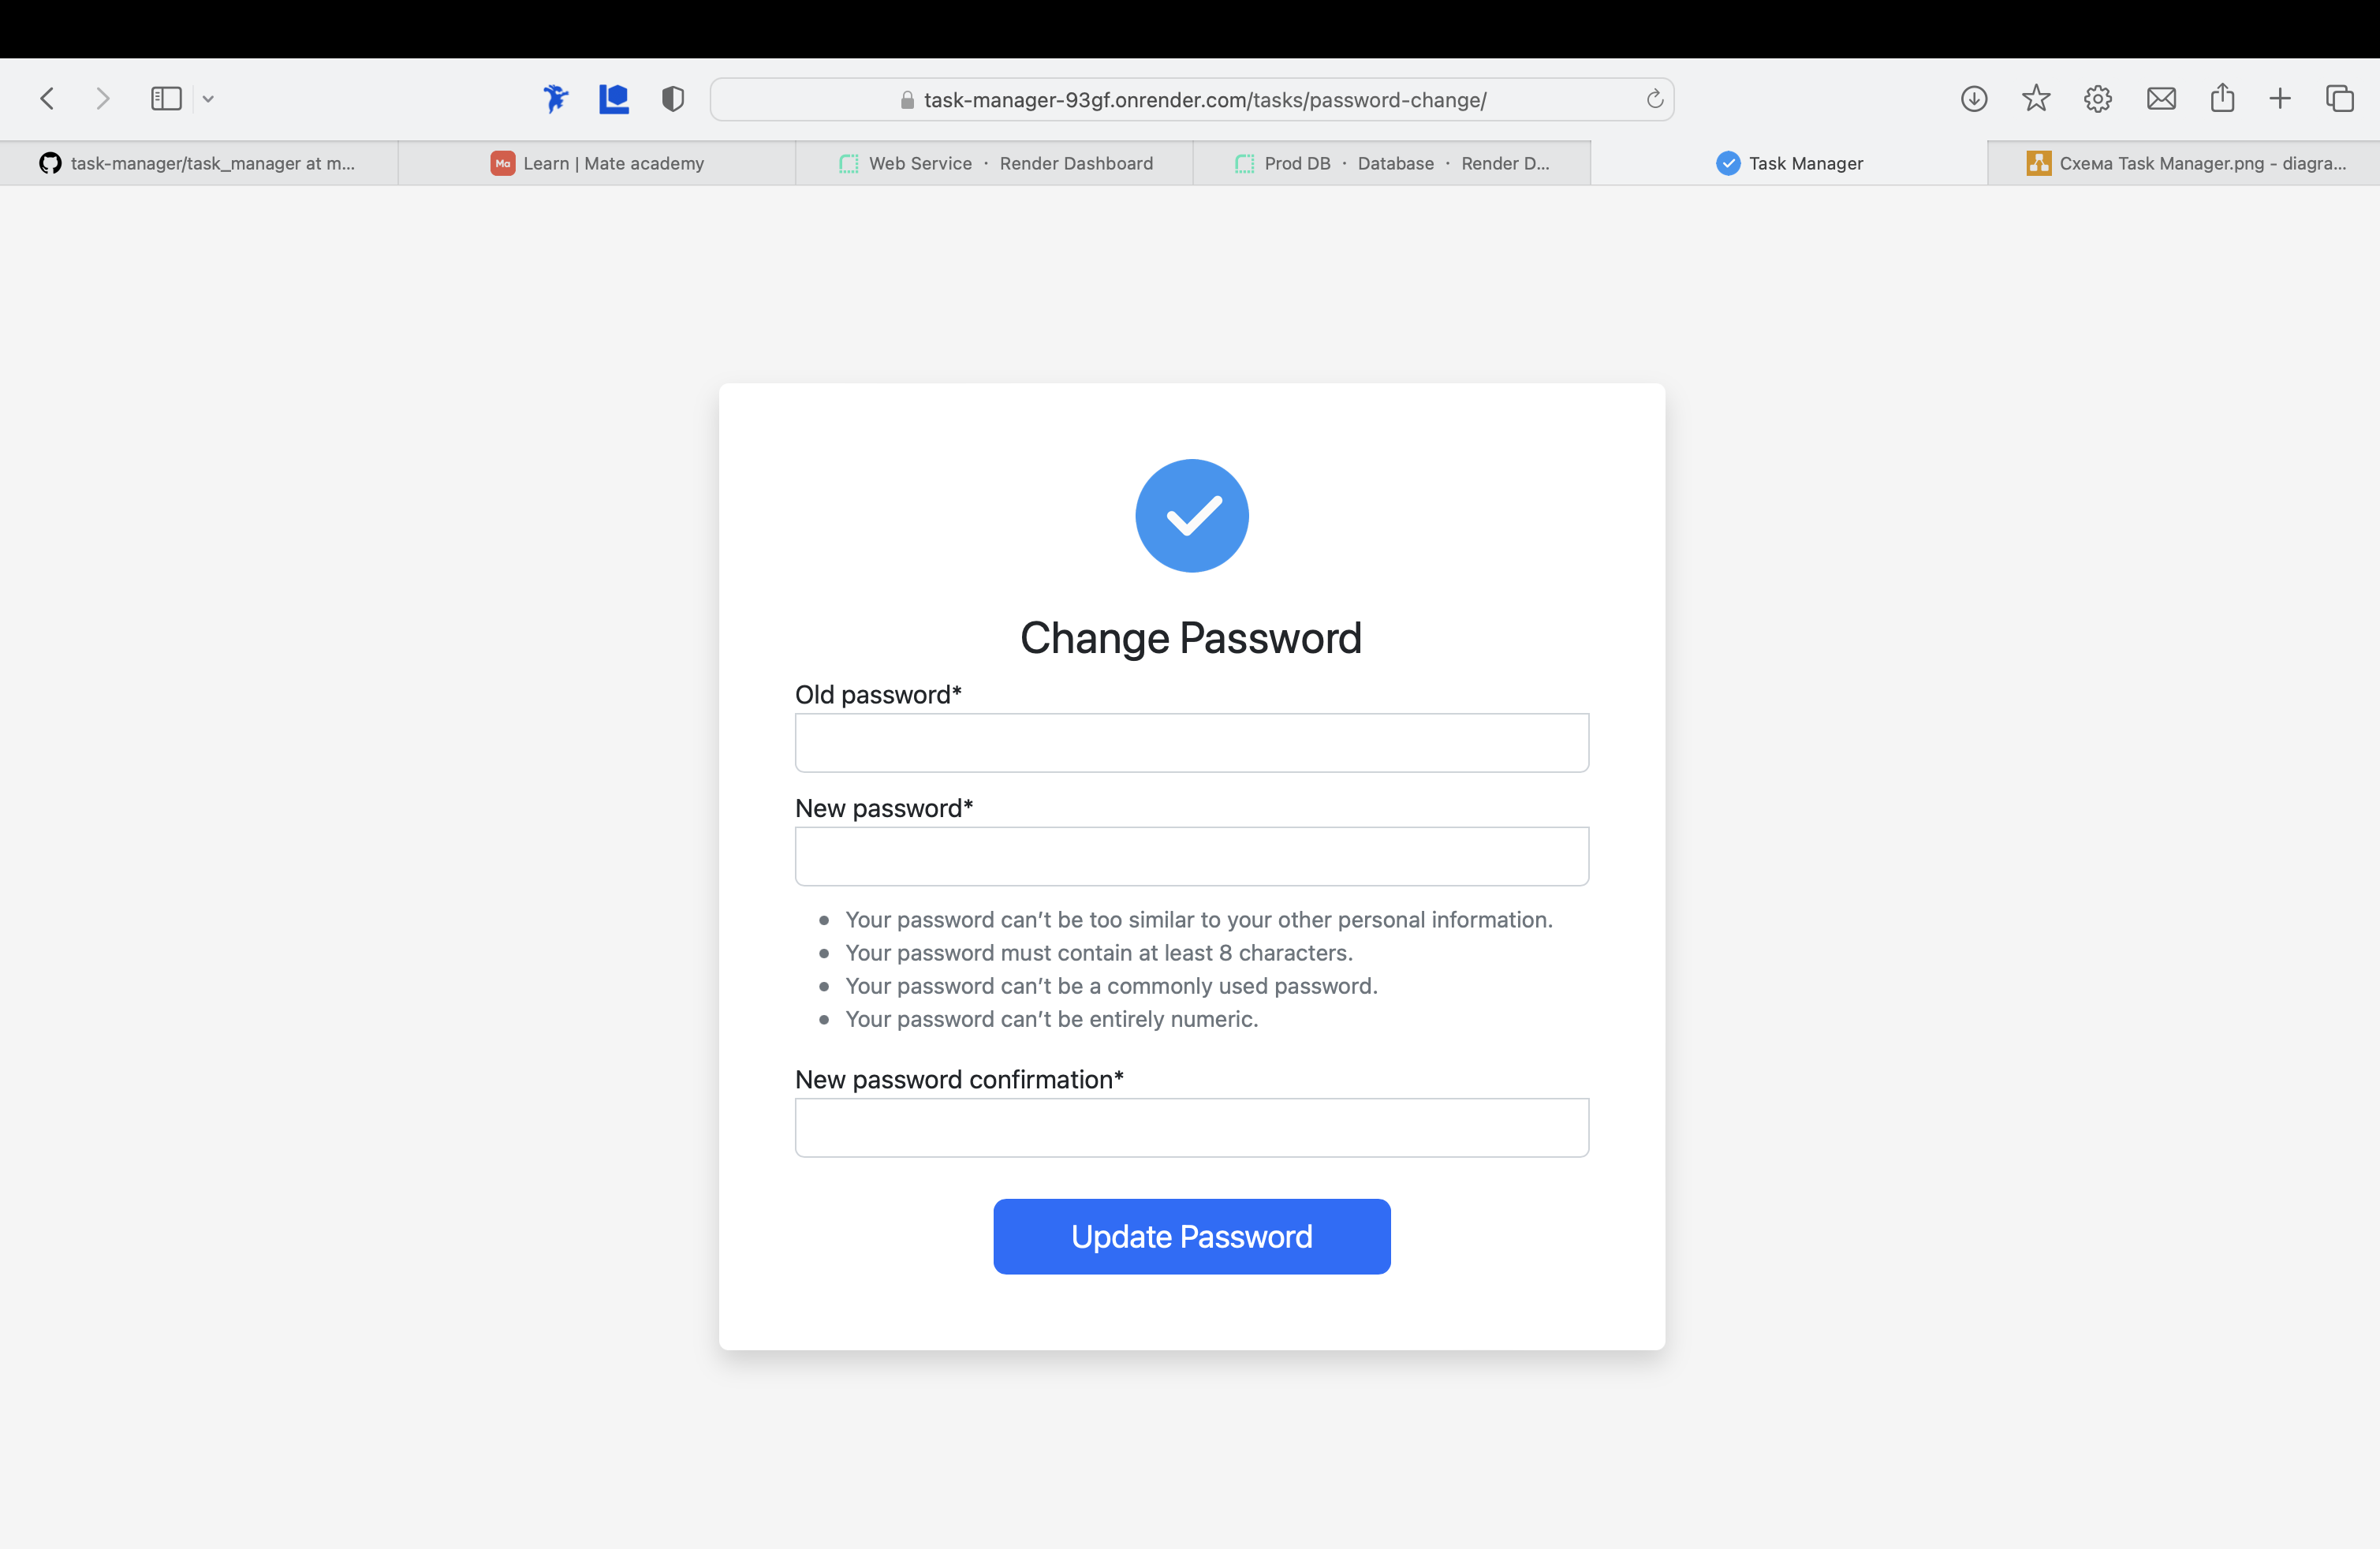 task-manager-93gf.onrender.com/tasks/password-change/
task-manager/task_manager at m...
Ma Learn | Mate academy
Web Service · Render Dashboard
Prod DB · Database · Render D...
Task Manager
Схема Task Manager.png - diagra...
Change Password
Old password*
New password*
Your password can’t be too similar to your other personal information.
Your password must contain at least 8 characters.
Your password can’t be a commonly used password.
Your password can’t be entirely numeric.
New password confirmation*
Update Password